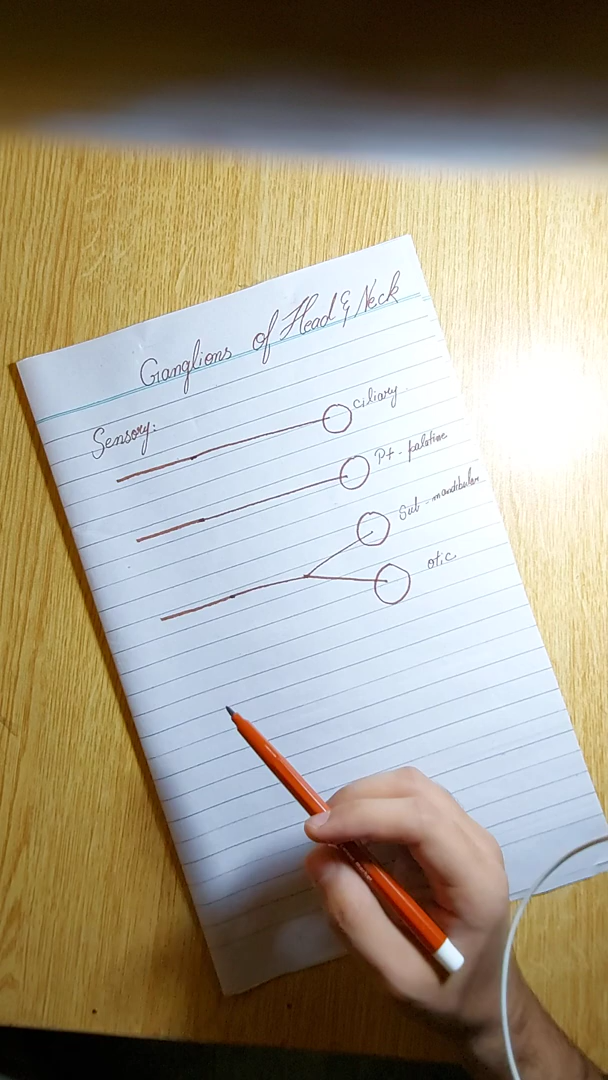 Ganglions of Head & Neck
Sensory:
ciliary
Pt - palatine
Sub - mandibular
otic